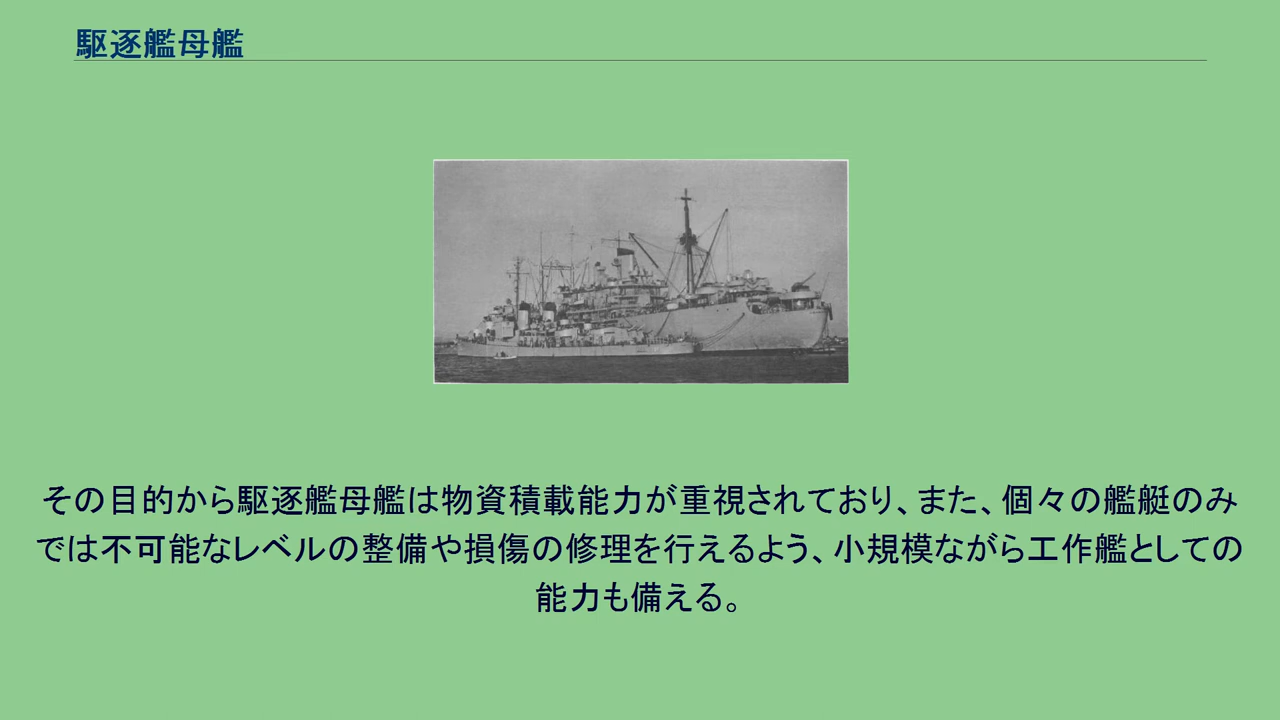 駆逐艦母艦
その目的から駆逐艦母艦は物資積載能力が重視されており、また、個々の艦艇のみ
では不可能なレベルの整備や損傷の修理を行えるよう、小規模ながら工作艦としての
能力も備える。